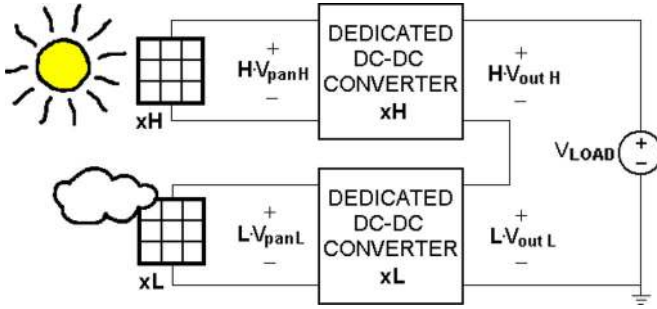 DEDICATED
DC-DC
CONVERTER
xH
+
H·VpanH
−
+
H·Vout H
−
xH
VLOAD
+
−
DEDICATED
DC-DC
CONVERTER
xL
+
L·VpanL
−
+
L·Vout L
−
xL